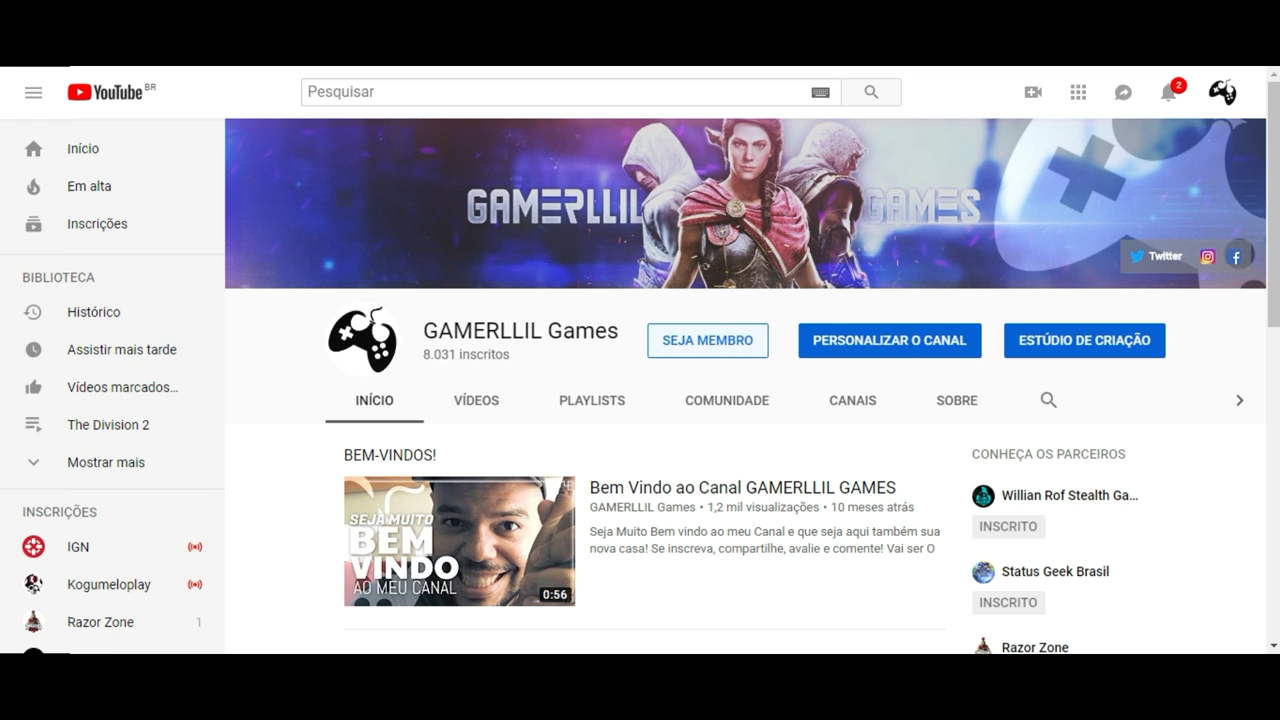 YouTube BR
Pesquisar
2
Início
Em alta
Inscrições
BIBLIOTECA
Histórico
Assistir mais tarde
Vídeos marcados...
The Division 2
Mostrar mais
INSCRIÇÕES
IGN
Kogumeloplay
Razor Zone 1
GAMERLLIL GAMES
Twitter
GAMERLLIL Games
8.031 inscritos
SEJA MEMBRO
PERSONALIZAR O CANAL
ESTÚDIO DE CRIAÇÃO
INÍCIO
VÍDEOS
PLAYLISTS
COMUNIDADE
CANAIS
SOBRE
BEM-VINDOS!
SEJA MUITO
BEM
VINDO
AO MEU CANAL
0:56
Bem Vindo ao Canal GAMERLLIL GAMES
GAMERLLIL Games • 1,2 mil visualizações • 10 meses atrás
Seja Muito Bem vindo ao meu Canal e que seja aqui também sua
nova casa! Se inscreva, compartilhe, avalie e comente! Vai ser O
CONHEÇA OS PARCEIROS
Willian Rof Stealth Ga...
INSCRITO
Status Geek Brasil
INSCRITO
Razor Zone